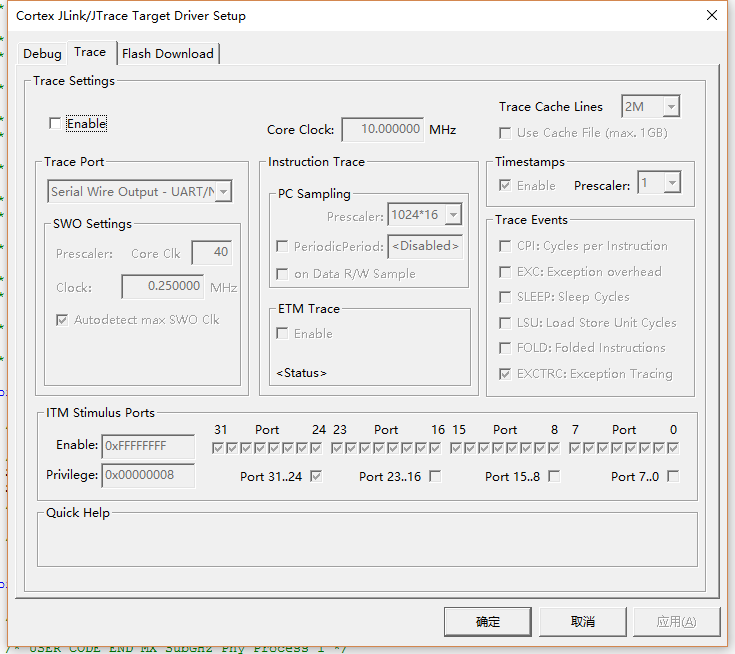 Cortex JLink/JTrace Target Driver Setup
Debug Trace Flash Download
Trace Settings
Enable
Core Clock: 10.000000 MHz
Trace Cache Lines 2M
Use Cache File (max. 1GB)
Trace Port
Serial Wire Output - UART/N
SWO Settings
Prescaler: Core Clk 40
Clock: 0.250000 MHz
Autodetect max SWO Clk
Instruction Trace
PC Sampling
Prescaler: 1024*16
PeriodicPeriod: <Disabled>
on Data R/W Sample
ETM Trace
Enable
<Status>
Timestamps
Enable Prescaler: 1
Trace Events
CPI: Cycles per Instruction
EXC: Exception overhead
SLEEP: Sleep Cycles
LSU: Load Store Unit Cycles
FOLD: Folded Instructions
EXCTRC: Exception Tracing
ITM Stimulus Ports
31 Port 24 23 Port 16 15 Port 8 7 Port 0
Enable: 0xFFFFFFFF
Privilege: 0x00000008 Port 31..24 Port 23..16 Port 15..8 Port 7..0
Quick Help
确定 取消 应用(A)
/* USER CODE END MX_SubGHz_Phy_Process 1 */